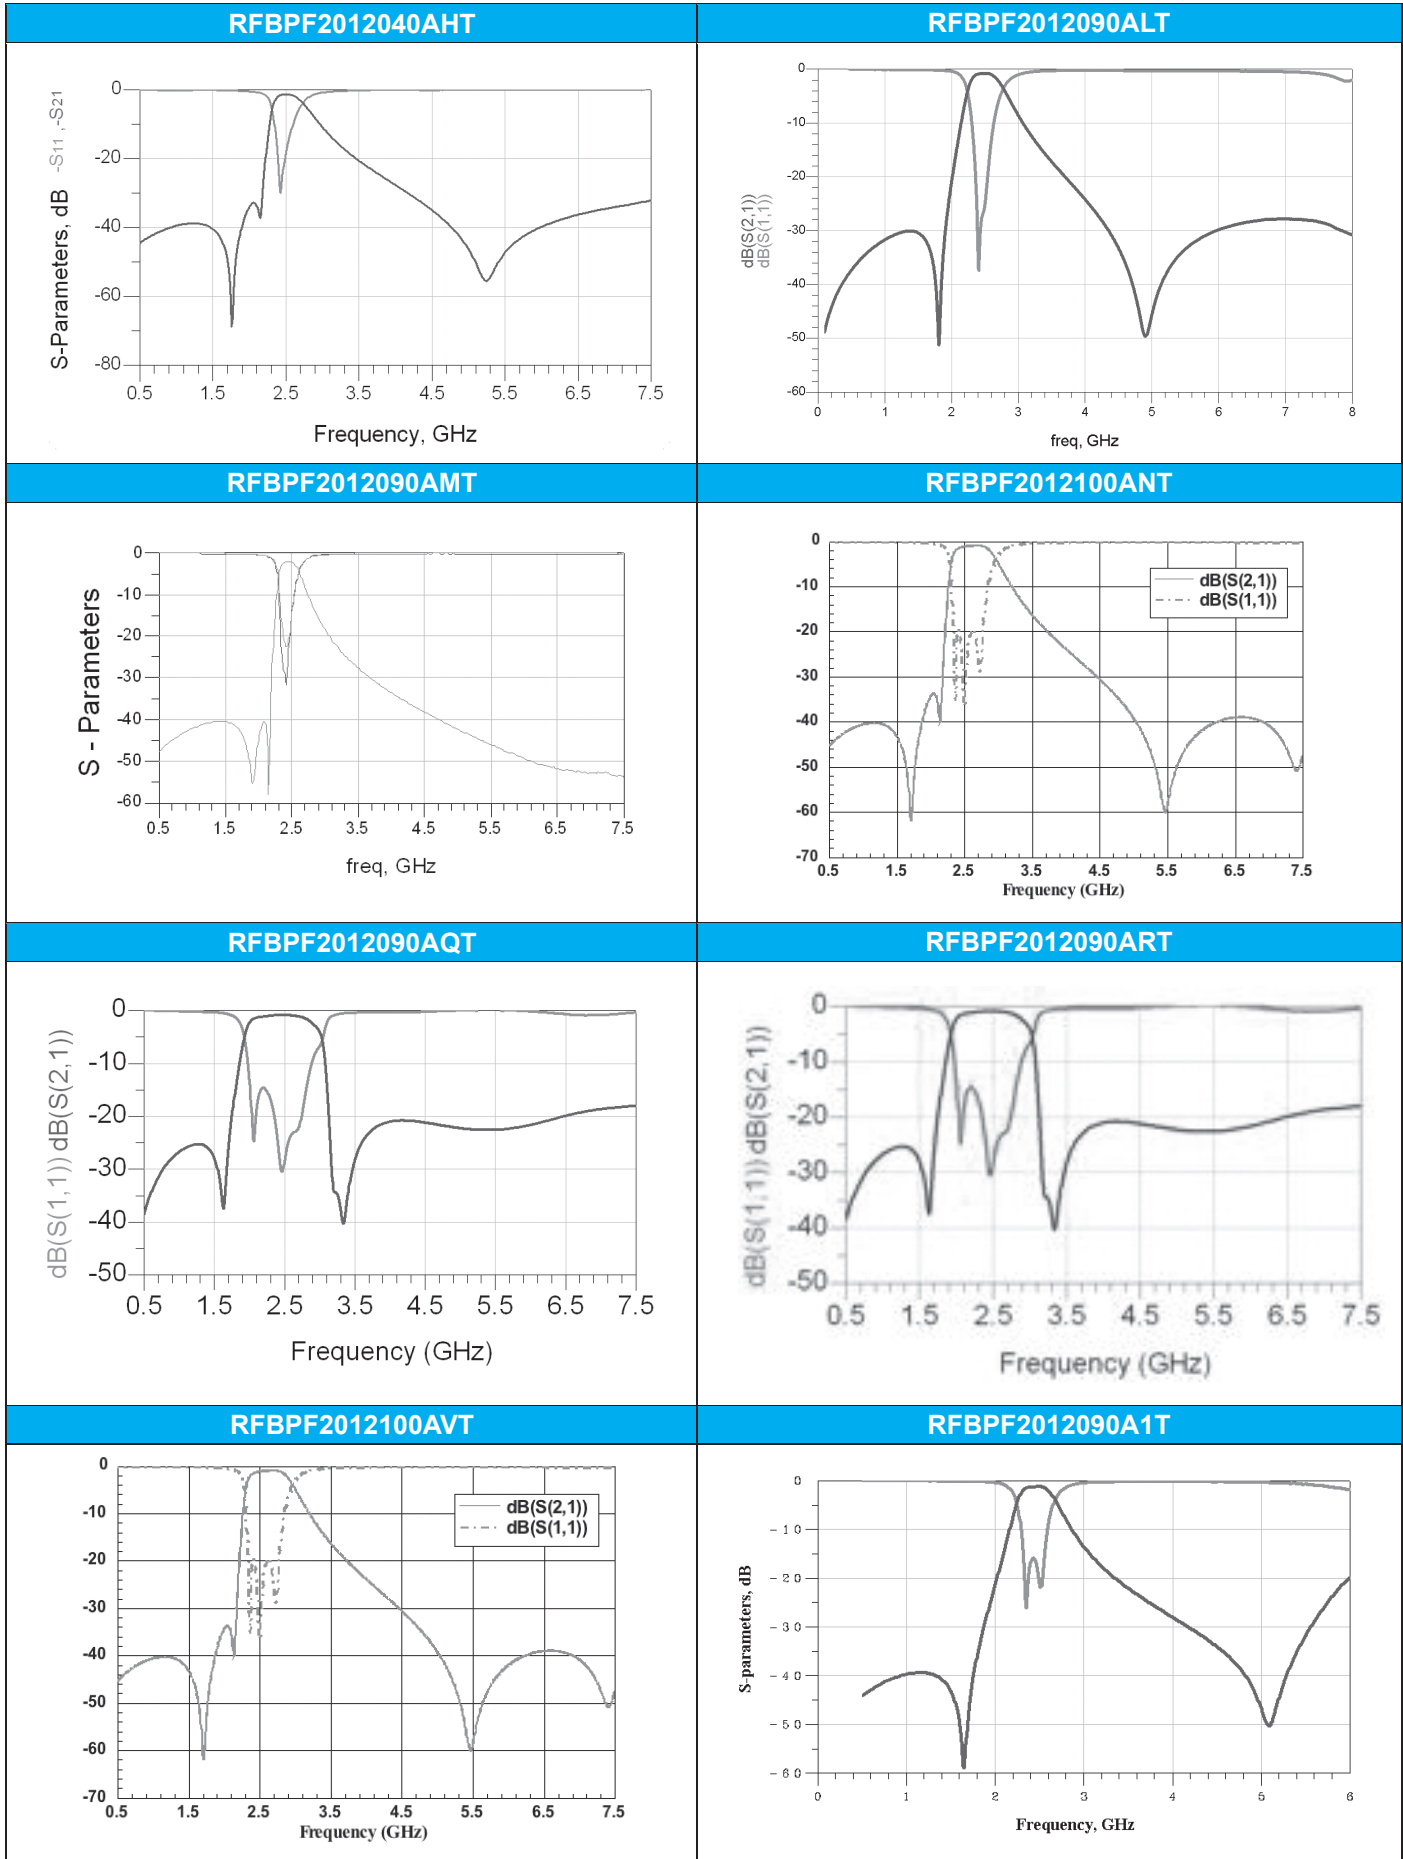 RFBPF2012040AHT
RFBPF2012090ALT
S-Parameters, dB -S11 ,-S21
0
-20
-40
-60
-80
0.5 1.5 2.5 3.5 4.5 5.5 6.5 7.5
Frequency, GHz
dB(S(2,1))
dB(S(1,1))
0
-10
-20
-30
-40
-50
-60
0 1 2 3 4 5 6 7 8
freq, GHz
RFBPF2012090AMT
RFBPF2012100ANT
S - Parameters
0
-10
-20
-30
-40
-50
-60
0.5 1.5 2.5 3.5 4.5 5.5 6.5 7.5
freq, GHz
0
-10
-20
-30
-40
-50
-60
-70
dB(S(2,1))
dB(S(1,1))
0.5 1.5 2.5 3.5 4.5 5.5 6.5 7.5
Frequency (GHz)
RFBPF2012090AQT
RFBPF2012090ART
dB(S(1,1)) dB(S(2,1))
0
-10
-20
-30
-40
-50
0.5 1.5 2.5 3.5 4.5 5.5 6.5 7.5
Frequency (GHz)
dB(S(1,1)) dB(S(2,1))
0
-10
-20
-30
-40
-50
0.5 1.5 2.5 3.5 4.5 5.5 6.5 7.5
Frequency (GHz)
RFBPF2012100AVT
RFBPF2012090A1T
0
-10
-20
-30
-40
-50
-60
-70
dB(S(2,1))
dB(S(1,1))
0.5 1.5 2.5 3.5 4.5 5.5 6.5 7.5
Frequency (GHz)
S-parameters, dB
0
-10
-20
-30
-40
-50
-60
0 1 2 3 4 5 6
Frequency, GHz